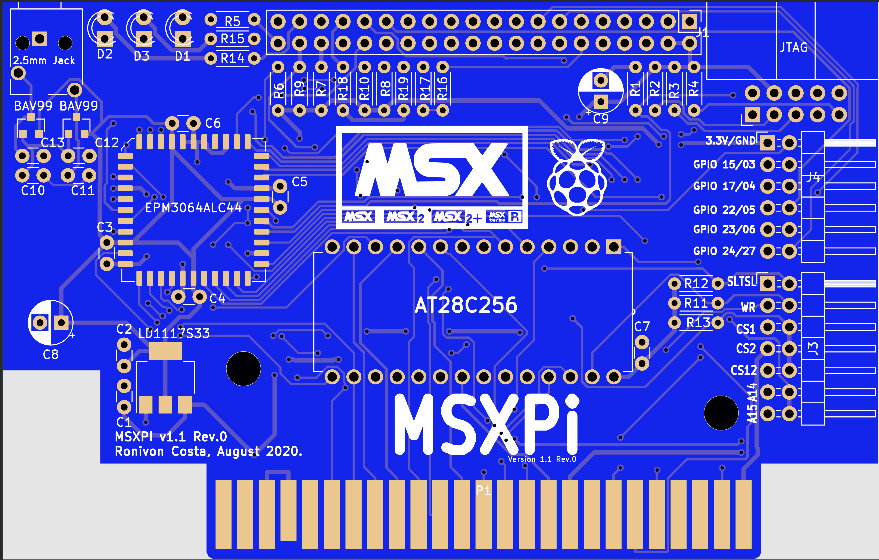 R5
R15
R14
D2
D3
D1
1
JTAG
2.5mm Jack
R6
R9
R7
R18
R10
R8
R19
R17
R16
R1
R2
R3
R4
+
C9
BAV99 BAV99
C13
C12
C6
C10
C11
C5
EPM3064ALC44
C3
C4
MSX
MSX MSX2 MSX2+ MSX R
3.3V/GND
GPIO 15/03
GPIO 17/04
GPIO 22/05
GPIO 23/06
GPIO 24/27
J4
AT28C256
R12
R11
R13
SLTSL
WR
CS1
CS2
CS12
A15 A14
J3
C7
C8
+
C2
LD1117S33
C1
MSXPi
Version 1.1 Rev.0
MSXPI v1.1 Rev.0
Ronivon Costa, August 2020.
P1